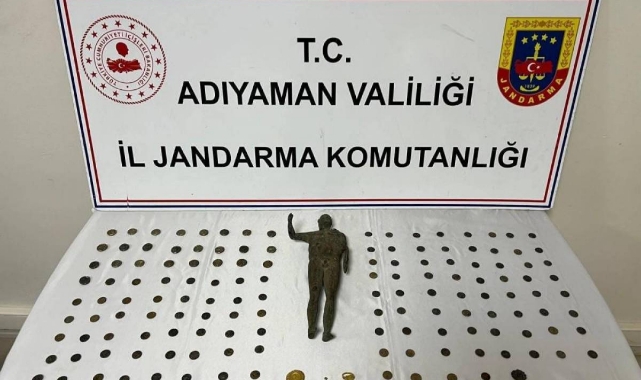 T.C.
ADIYAMAN VALİLİĞİ
İL JANDARMA KOMUTANLIĞI
JANDARMA